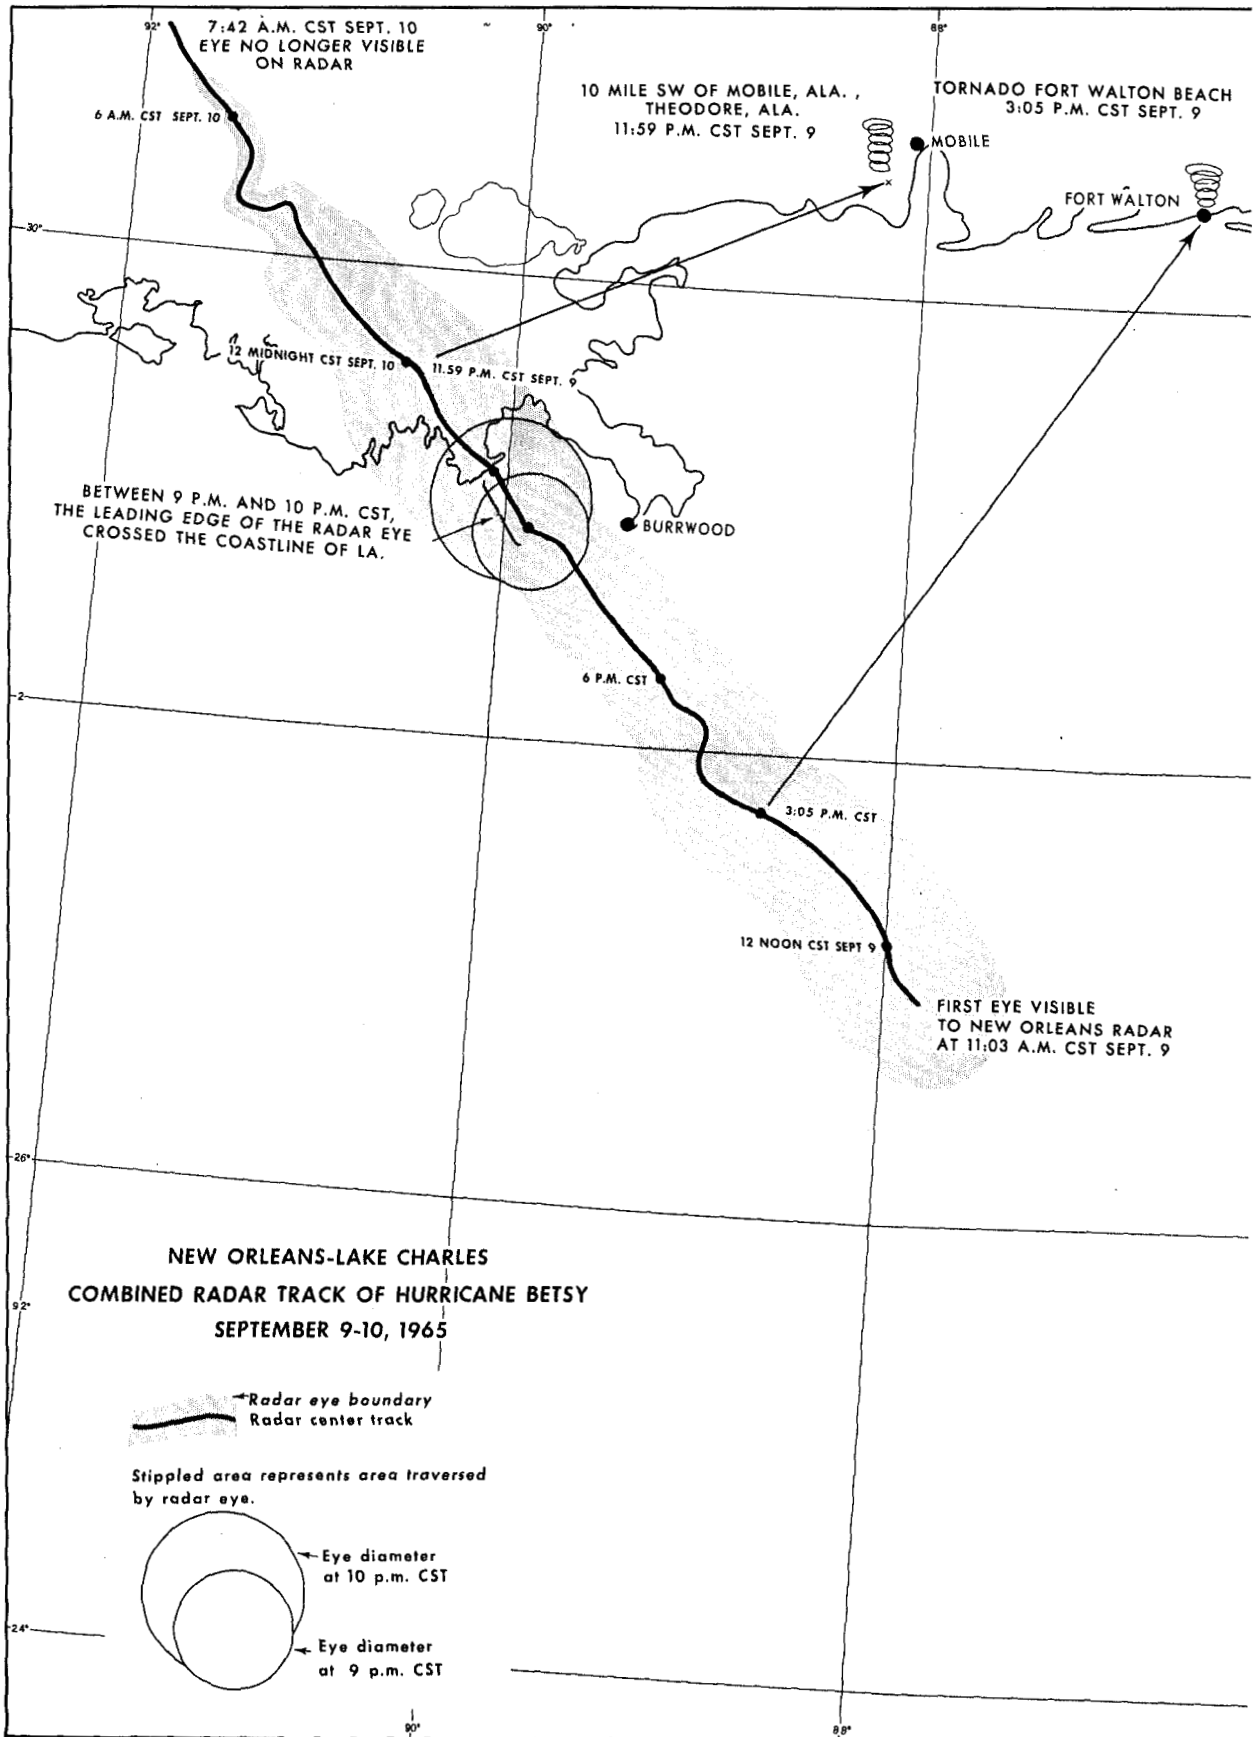 92°
90°
88°
7:42 A.M. CST SEPT. 10
EYE NO LONGER VISIBLE
ON RADAR
6 A.M. CST SEPT. 10
10 MILE SW OF MOBILE, ALA. ,
THEODORE, ALA.
11:59 P.M. CST SEPT. 9
TORNADO FORT WALTON BEACH
3:05 P.M. CST SEPT. 9
MOBILE
FORT WALTON
30°
12 MIDNIGHT CST SEPT. 10
11.59 P.M. CST SEPT. 9
BETWEEN 9 P.M. AND 10 P.M. CST,
THE LEADING EDGE OF THE RADAR EYE
CROSSED THE COASTLINE OF LA.
BURRWOOD
6 P.M. CST
2
3:05 P.M. CST
12 NOON CST SEPT 9
FIRST EYE VISIBLE
TO NEW ORLEANS RADAR
AT 11:03 A.M. CST SEPT. 9
26°
NEW ORLEANS-LAKE CHARLES
COMBINED RADAR TRACK OF HURRICANE BETSY
SEPTEMBER 9-10, 1965
92°
Radar eye boundary
Radar center track
Stippled area represents area traversed
by radar eye.
Eye diameter
at 10 p.m. CST
Eye diameter
at 9 p.m. CST
24°
90°
88°